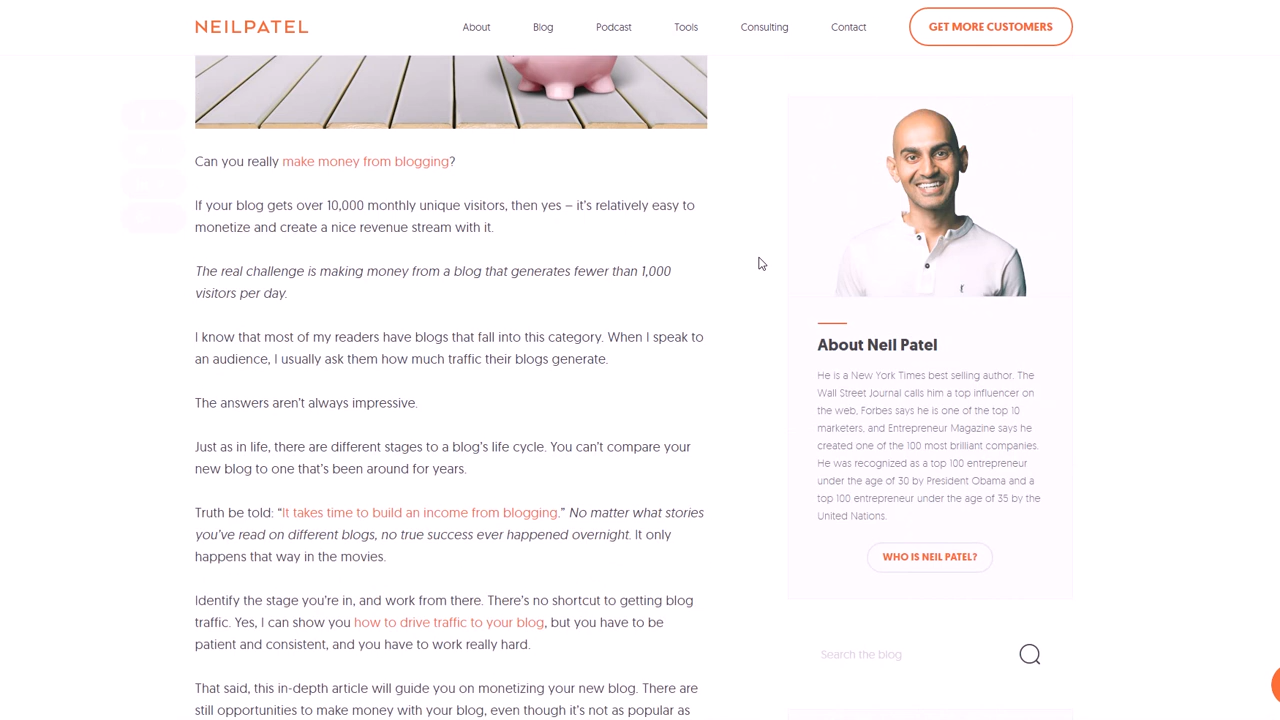 NEILPATEL
About
Blog
Podcast
Tools
Consulting
Contact
GET MORE CUSTOMERS
Can you really make money from blogging?
If your blog gets over 10,000 monthly unique visitors, then yes – it’s relatively easy to
monetize and create a nice revenue stream with it.
The real challenge is making money from a blog that generates fewer than 1,000
visitors per day.
I know that most of my readers have blogs that fall into this category. When I speak to
an audience, I usually ask them how much traffic their blogs generate.
The answers aren’t always impressive.
Just as in life, there are different stages to a blog’s life cycle. You can’t compare your
new blog to one that’s been around for years.
Truth be told: “It takes time to build an income from blogging.” No matter what stories
you’ve read on different blogs, no true success ever happened overnight. It only
happens that way in the movies.
Identify the stage you’re in, and work from there. There’s no shortcut to getting blog
traffic. Yes, I can show you how to drive traffic to your blog, but you have to be
patient and consistent, and you have to work really hard.
That said, this in-depth article will guide you on monetizing your new blog. There are
still opportunities to make money with your blog, even though it’s not as popular as
About Neil Patel
He is a New York Times best selling author. The
Wall Street Journal calls him a top influencer on
the web, Forbes says he is one of the top 10
marketers, and Entrepreneur Magazine says he
created one of the 100 most brilliant companies.
He was recognized as a top 100 entrepreneur
under the age of 30 by President Obama and a
top 100 entrepreneur under the age of 35 by the
United Nations.
WHO IS NEIL PATEL?
Search the blog